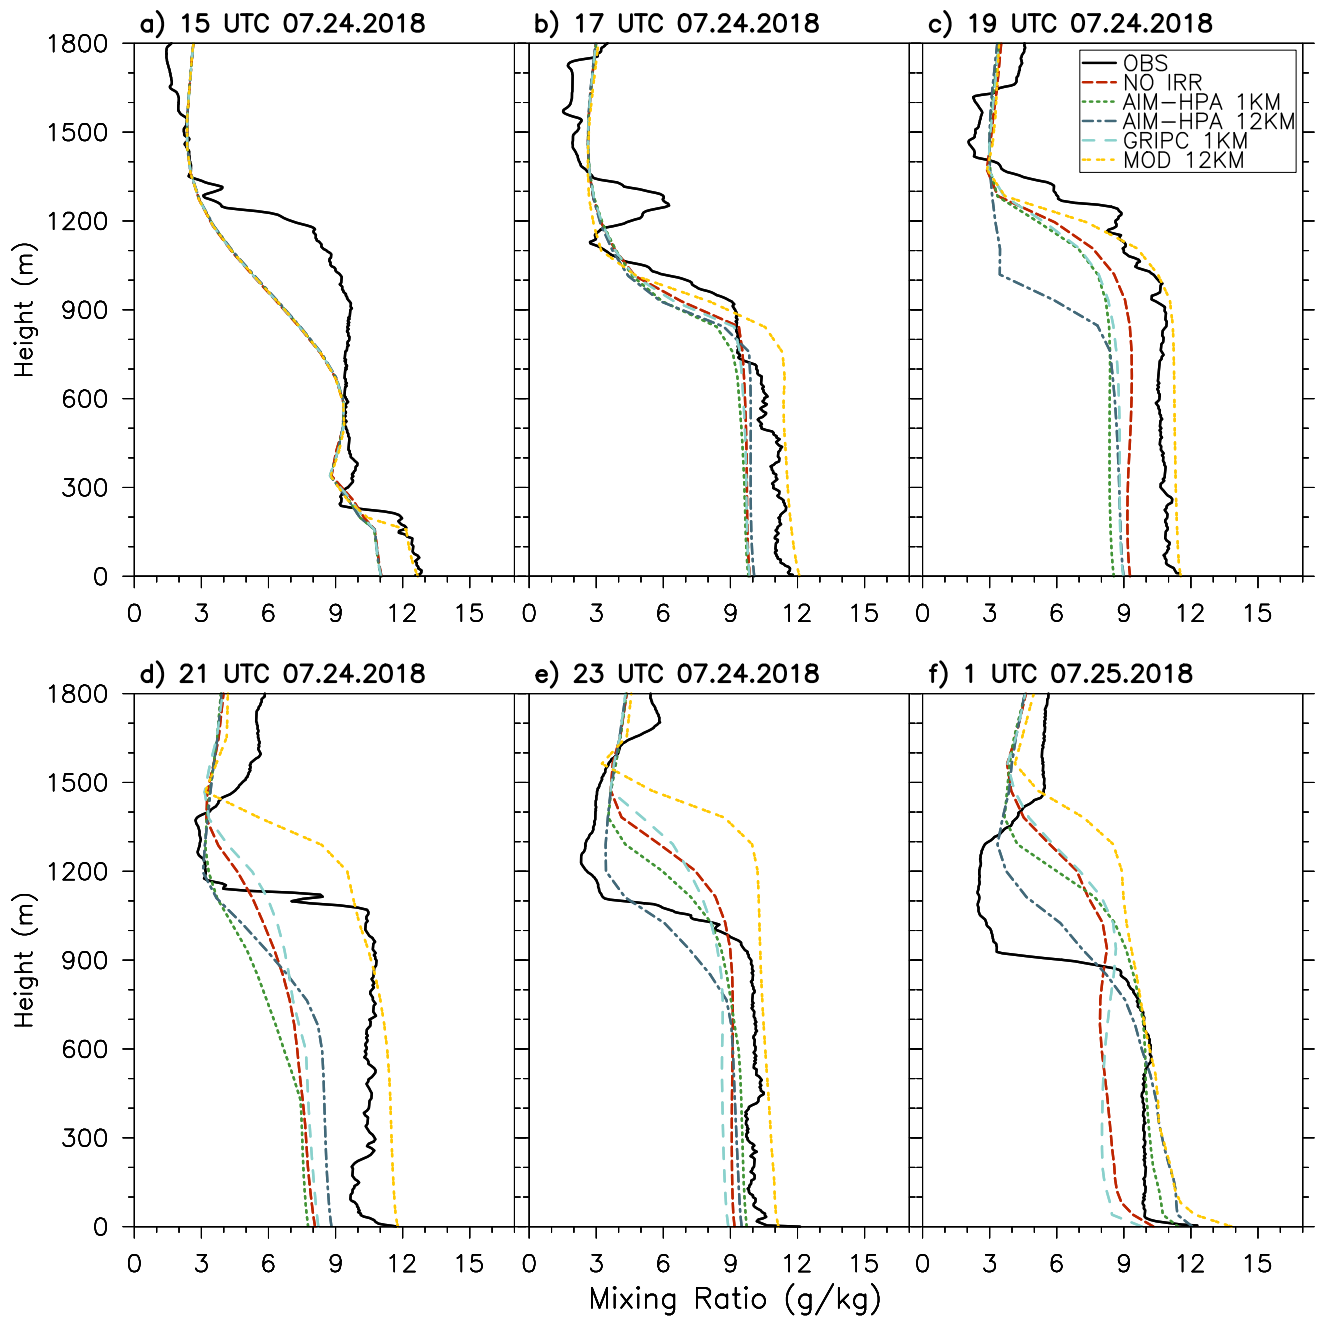 a) 15 UTC 07.24.2018
b) 17 UTC 07.24.2018
c) 19 UTC 07.24.2018
1800
1500
1200
900
600
300
0
Height (m)
OBS
NO IRR
AIM-HPA 1KM
AIM-HPA 12KM
GRIPC 1KM
MOD 12KM
0 3 6 9 12 15
0 3 6 9 12 15
0 3 6 9 12 15
d) 21 UTC 07.24.2018
e) 23 UTC 07.24.2018
f) 1 UTC 07.25.2018
1800
1500
1200
900
600
300
0
Height (m)
0 3 6 9 12 15
0 3 6 9 12 15
0 3 6 9 12 15
Mixing Ratio (g/kg)